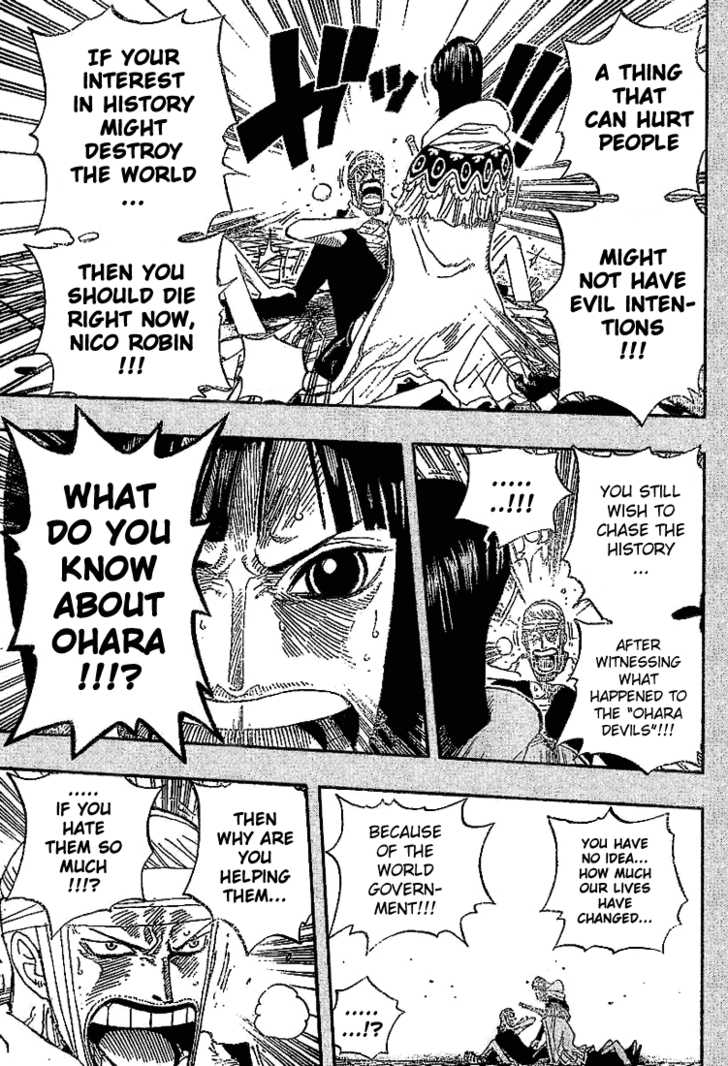 A THING
THAT
CAN HURT
PEOPLE
MIGHT
NOT HAVE
EVIL INTEN-
TIONS
!!!
ガッ!!!
IF YOUR
INTEREST
IN HISTORY
MIGHT
DESTROY
THE WORLD
...
THEN YOU
SHOULD DIE
RIGHT NOW,
NICO ROBIN
!!!
YOU STILL
WISH TO
CHASE THE
HISTORY
...
AFTER
WITNESSING
WHAT
HAPPENED TO
THE "OHARA
DEVILS"!!!
.....
..!!!
WHAT
DO YOU
KNOW
ABOUT
OHARA
!!!?
YOU HAVE
NO IDEA...
HOW MUCH
OUR LIVES
HAVE
CHANGED...
BECAUSE
OF THE
WORLD
GOVERN-
MENT!!!
.....
...!?
THEN
WHY ARE
YOU
HELPING
THEM...
.....
IF YOU
HATE
THEM SO
MUCH
!!!?